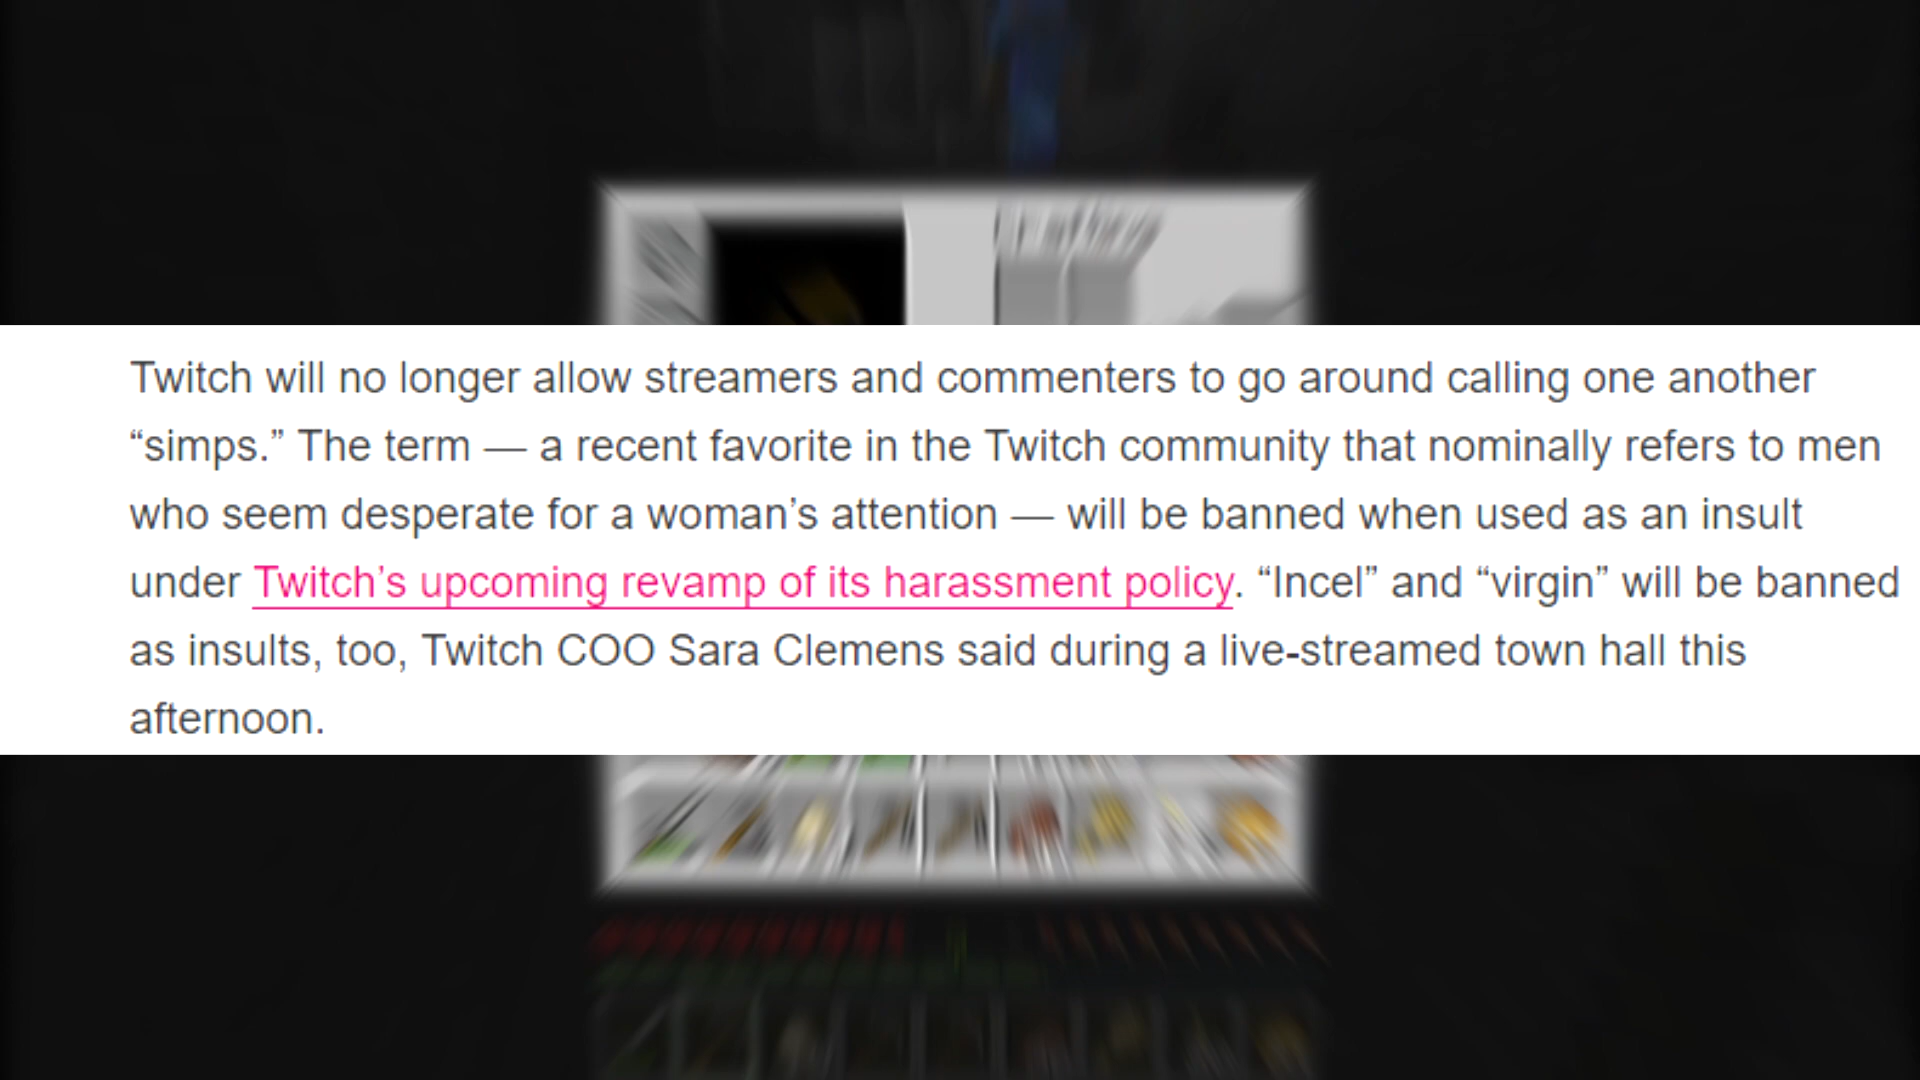 Twitch will no longer allow streamers and commenters to go around calling one another
“simps.” The term — a recent favorite in the Twitch community that nominally refers to men
who seem desperate for a woman’s attention — will be banned when used as an insult
under Twitch’s upcoming revamp of its harassment policy. “Incel” and “virgin” will be banned
as insults, too, Twitch COO Sara Clemens said during a live-streamed town hall this
afternoon.